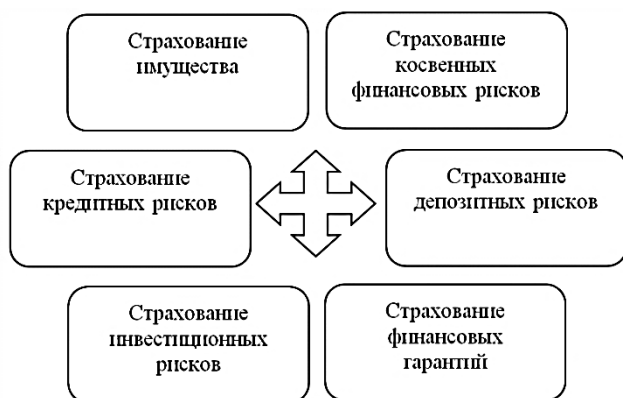 Страхование
имущества
Страхование
косвенных
финансовых рисков
Страхование
кредитных рисков
Страхование
депозитных рисков
Страхование
инвестиционных
рисков
Страхование
финансовых
гарантий